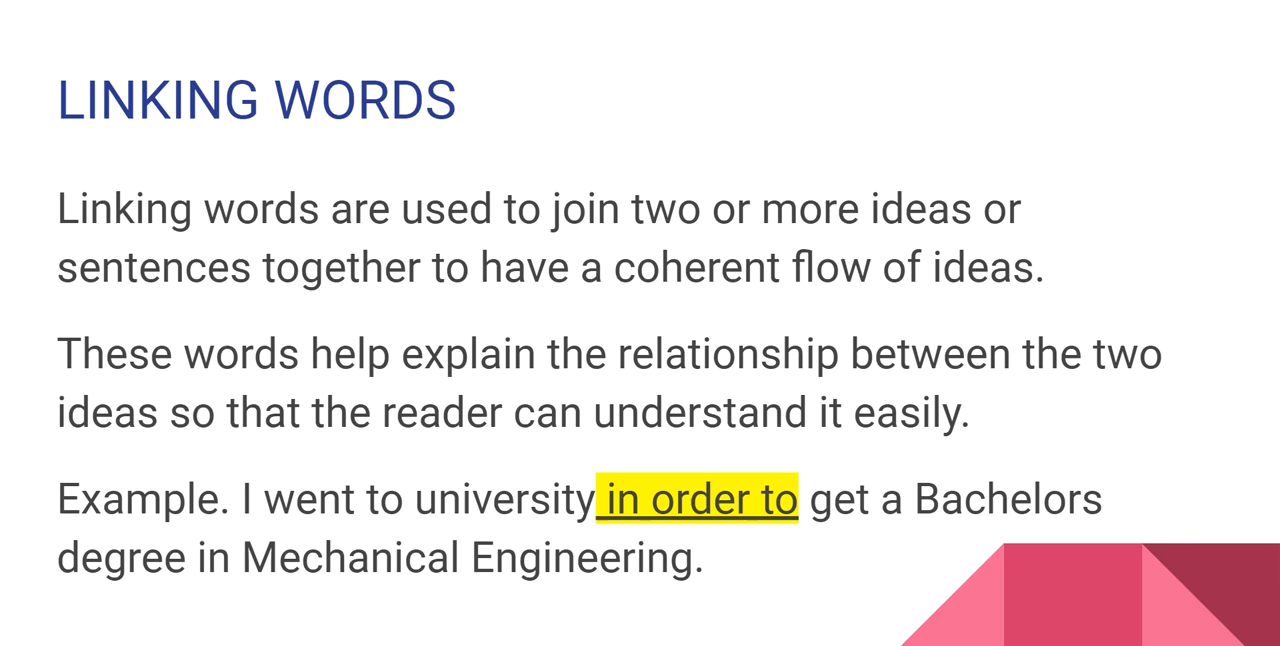 LINKING WORDS
Linking words are used to join two or more ideas or
sentences together to have a coherent flow of ideas.
These words help explain the relationship between the two
ideas so that the reader can understand it easily.
Example. I went to university in order to get a Bachelors
degree in Mechanical Engineering.